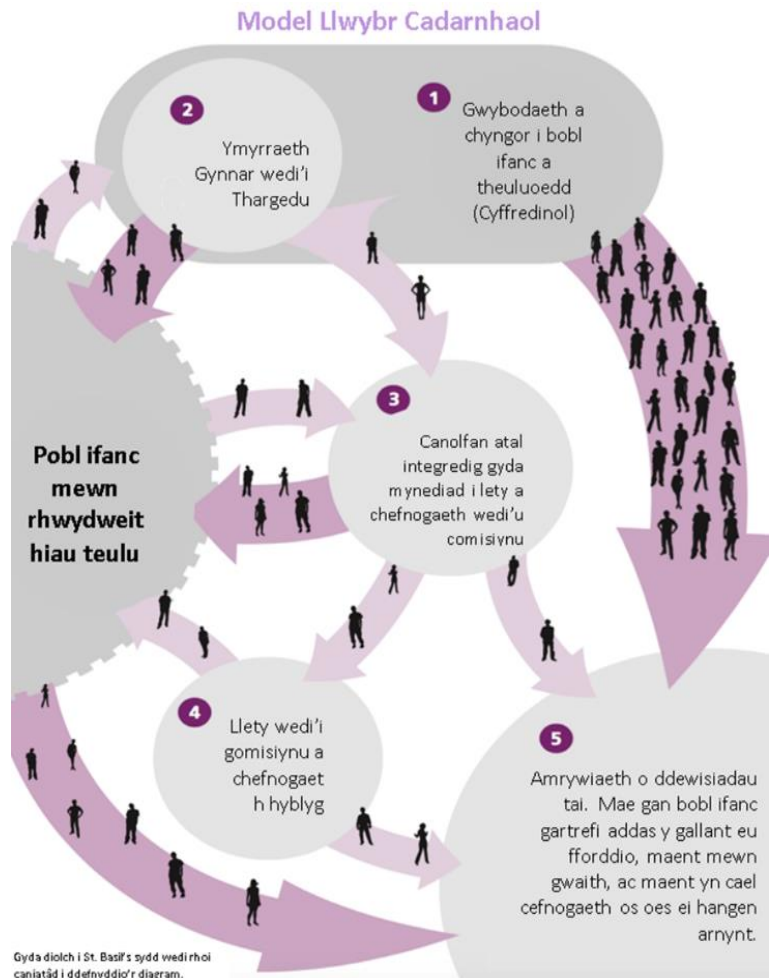 Model Llwybr Cadarnhaol
1
Gwybodaeth a
chyngor i bobl
ifanc a
theuluoedd
(Cyffredinol)
2
Ymyrraeth
Gynnar wedi'i
Thargedu
3
Canolfan atal
integredig gyda
mynediad i lety a
chefnogaeth wedi'u
comisiynu
Pobl ifanc
mewn
rhwydweit
hiau teulu
4
Llety wedi'i
gomisiynu a
chefnogaet
h hyblyg
5
Amrywiaeth o ddewisiadau
tai. Mae gan bobl ifanc
gartrefi addas y gallant eu
fforddio, maent mewn
gwaith, ac maent yn cael
cefnogaeth os oes ei hangen
arnynt.
Gyda diolch i St. Basil's sydd wedi rhoi
caniatâd i ddefnyddio'r diagram.